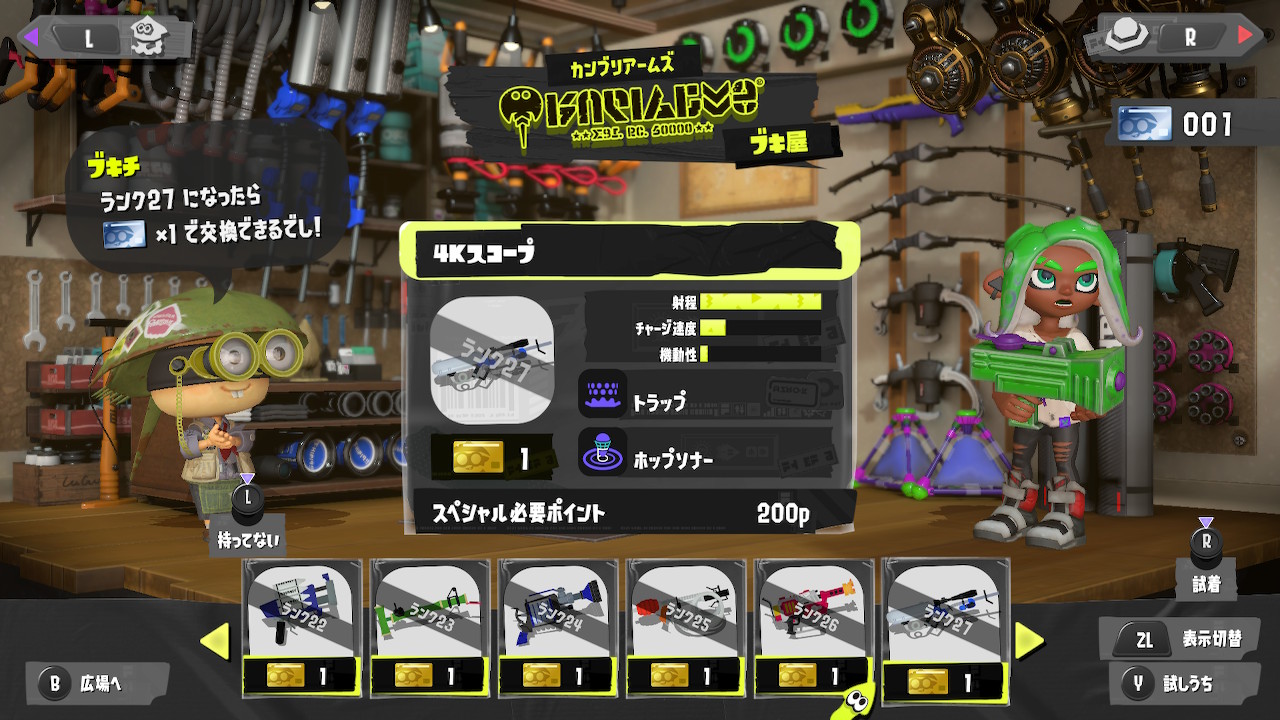 L
R
カンブリアームズ
ブキ屋
001
ブキチ
ランク27 になったら
×1 で交換できるでし!
4Kスコープ
ランク27
射程
チャージ速度
機動性
トラップ
ホップソナー
1
スペシャル必要ポイント 200p
L
持ってない
R
試着
ランク22
ランク23
ランク24
ランク25
ランク26
ランク27
1
1
1
1
1
1
B 広場へ
ZL 表示切替
Y 試しうち